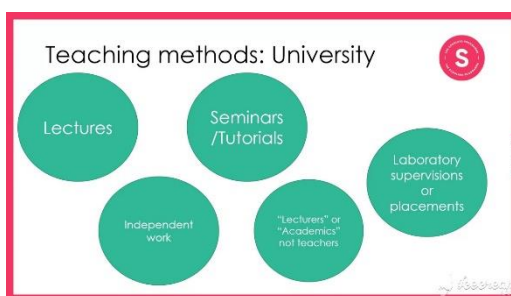 Teaching methods: University
S
Lectures
Seminars
/Tutorials
Laboratory
supervisions
or
placements
Independent
work
"Lecturers" or
"Academics"
not teachers